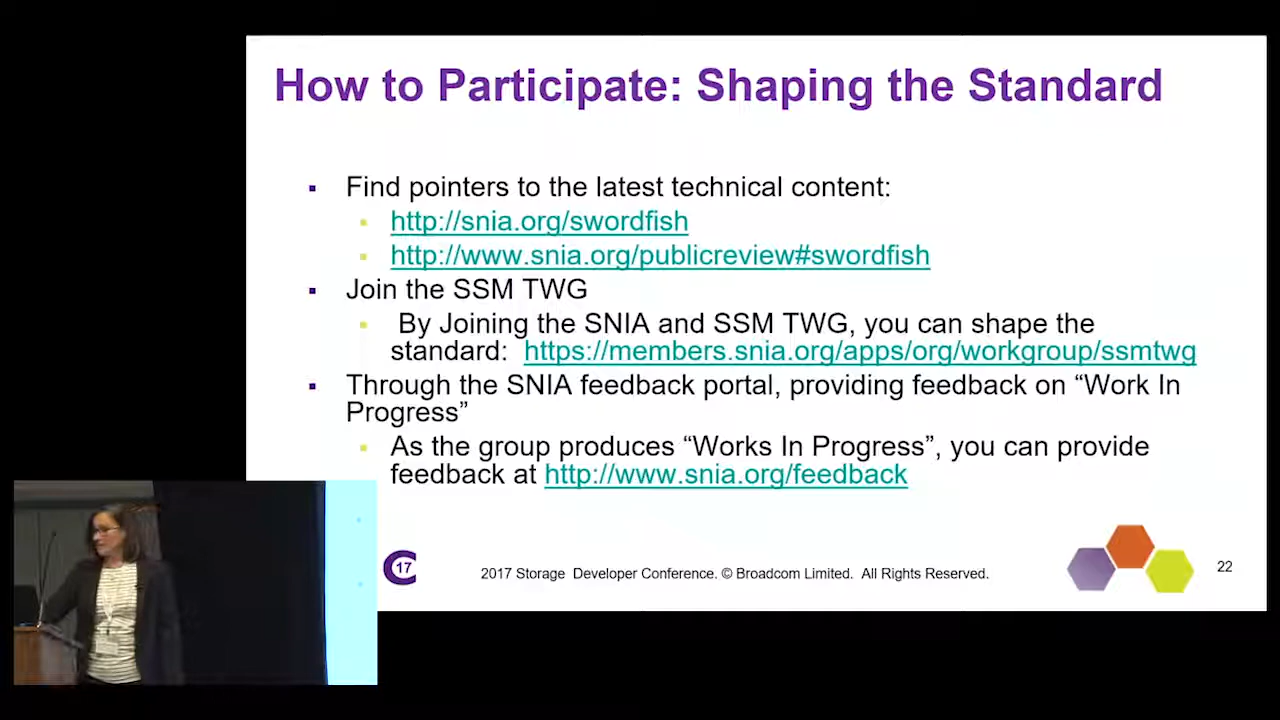 How to Participate: Shaping the Standard
Find pointers to the latest technical content:
http://snia.org/swordfish
http://www.snia.org/publicreview#swordfish
Join the SSM TWG
By Joining the SNIA and SSM TWG, you can shape the
standard: https://members.snia.org/apps/org/workgroup/ssmtwg
Through the SNIA feedback portal, providing feedback on “Work In
Progress”
As the group produces “Works In Progress”, you can provide
feedback at http://www.snia.org/feedback
17
2017 Storage Developer Conference. © Broadcom Limited. All Rights Reserved.
22